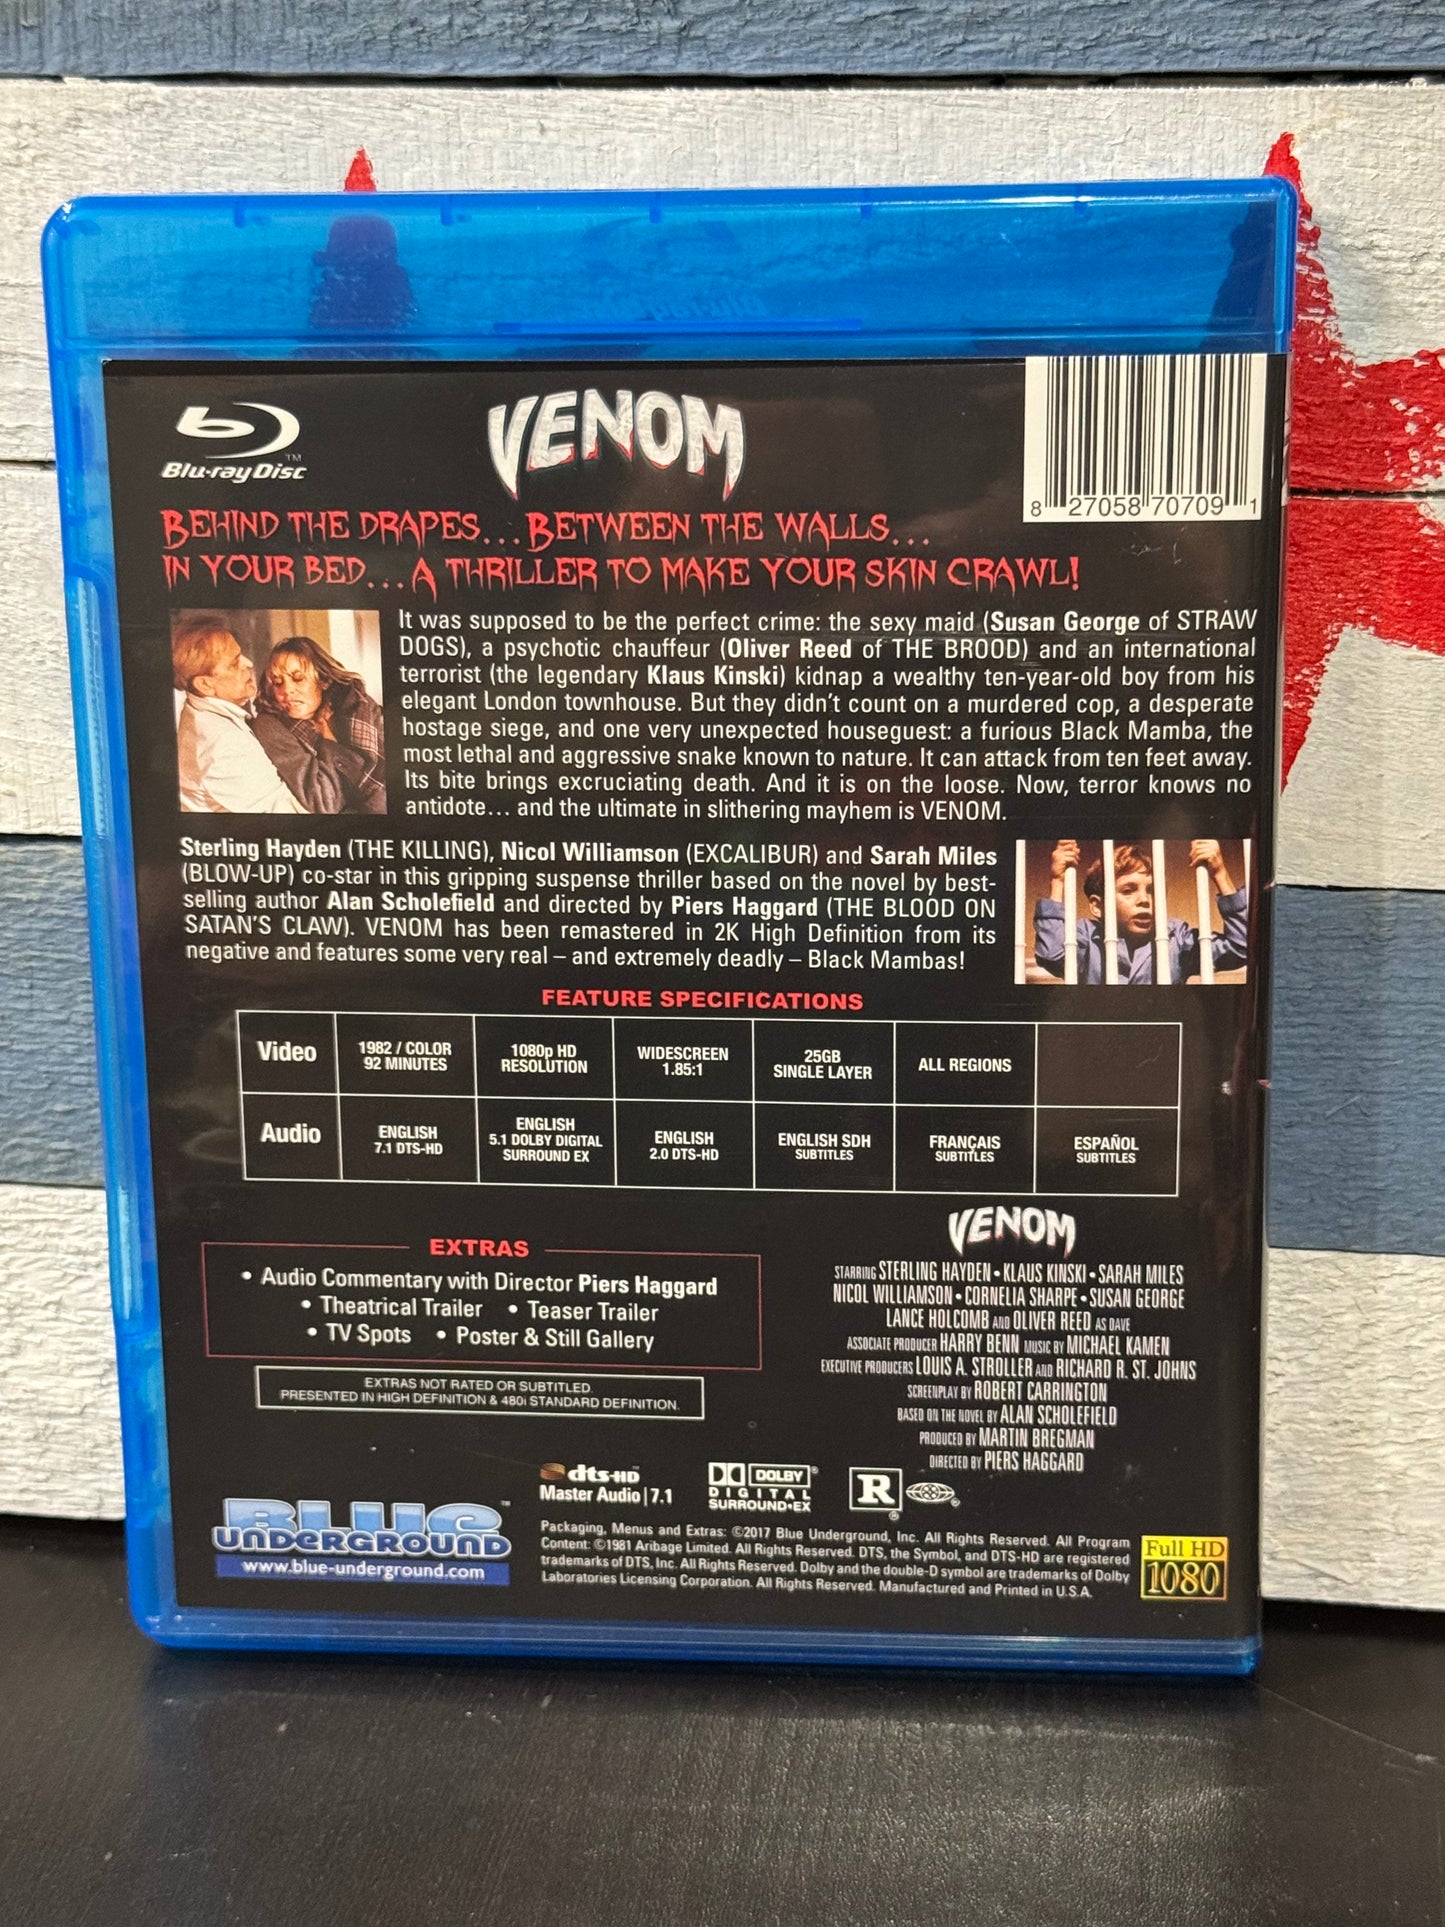 Blu-ray Disc™
VENOM
8 27058 70709 1
BEHIND THE DRAPES...BETWEEN THE WALLS...
IN YOUR BED...A THRILLER TO MAKE YOUR SKIN CRAWL!
It was supposed to be the perfect crime: the sexy maid (Susan George of STRAW
DOGS), a psychotic chauffeur (Oliver Reed of THE BROOD) and an international
terrorist (the legendary Klaus Kinski) kidnap a wealthy ten-year-old boy from his
elegant London townhouse. But they didn't count on a murdered cop, a desperate
hostage siege, and one very unexpected houseguest: a furious Black Mamba, the
most lethal and aggressive snake known to nature. It can attack from ten feet away.
Its bite brings excruciating death. And it is on the loose. Now, terror knows no
antidote... and the ultimate in slithering mayhem is VENOM.
Sterling Hayden (THE KILLING), Nicol Williamson (EXCALIBUR) and Sarah Miles
(BLOW-UP) co-star in this gripping suspense thriller based on the novel by best-
selling author Alan Scholefield and directed by Piers Haggard (THE BLOOD ON
SATAN'S CLAW). VENOM has been remastered in 2K High Definition from its
negative and features some very real – and extremely deadly – Black Mambas!
FEATURE SPECIFICATIONS
Video
1982 / COLOR
92 MINUTES
1080p HD
RESOLUTION
WIDESCREEN
1.85:1
25GB
SINGLE LAYER
ALL REGIONS
Audio
ENGLISH
7.1 DTS-HD
ENGLISH
5.1 DOLBY DIGITAL
SURROUND EX
ENGLISH
2.0 DTS-HD
ENGLISH SDH
SUBTITLES
FRANÇAIS
SUBTITLES
ESPAÑOL
SUBTITLES
EXTRAS
• Audio Commentary with Director Piers Haggard
• Theatrical Trailer • Teaser Trailer
• TV Spots • Poster & Still Gallery
EXTRAS NOT RATED OR SUBTITLED.
PRESENTED IN HIGH DEFINITION & 480i STANDARD DEFINITION.
VENOM
STARRING STERLING HAYDEN • KLAUS KINSKI • SARAH MILES
NICOL WILLIAMSON • CORNELIA SHARPE • SUSAN GEORGE
LANCE HOLCOMB AND OLIVER REED AS DAVE
ASSOCIATE PRODUCER HARRY BENN MUSIC BY MICHAEL KAMEN
EXECUTIVE PRODUCERS LOUIS A. STROLLER AND RICHARD R. ST. JOHNS
SCREENPLAY BY ROBERT CARRINGTON
BASED ON THE NOVEL BY ALAN SCHOLEFIELD
PRODUCED BY MARTIN BREGMAN
DIRECTED BY PIERS HAGGARD
BLUE UNDERGROUND™
www.blue-underground.com
dts-HD™
Master Audio | 7.1
DOLBY®
DIGITAL
SURROUND•EX
R®
Packaging, Menus and Extras: ©2017 Blue Underground, Inc. All Rights Reserved. All Program
Content: ©1981 Aribage Limited. All Rights Reserved. DTS, the Symbol, and DTS-HD are registered
trademarks of DTS, Inc. All Rights Reserved. Dolby and the double-D symbol are trademarks of Dolby
Laboratories Licensing Corporation. All Rights Reserved. Manufactured and Printed in U.S.A.
Full HD
1080